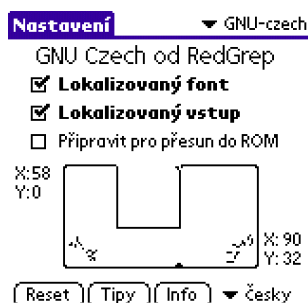 Nastavení GNU-czech
GNU Czech od RedGrep
Lokalizovaný font
Lokalizovaný vstup
Připravit pro přesun do ROM
X:58
Y:0
X: 90
Y: 32
Reset Tipy Info Česky